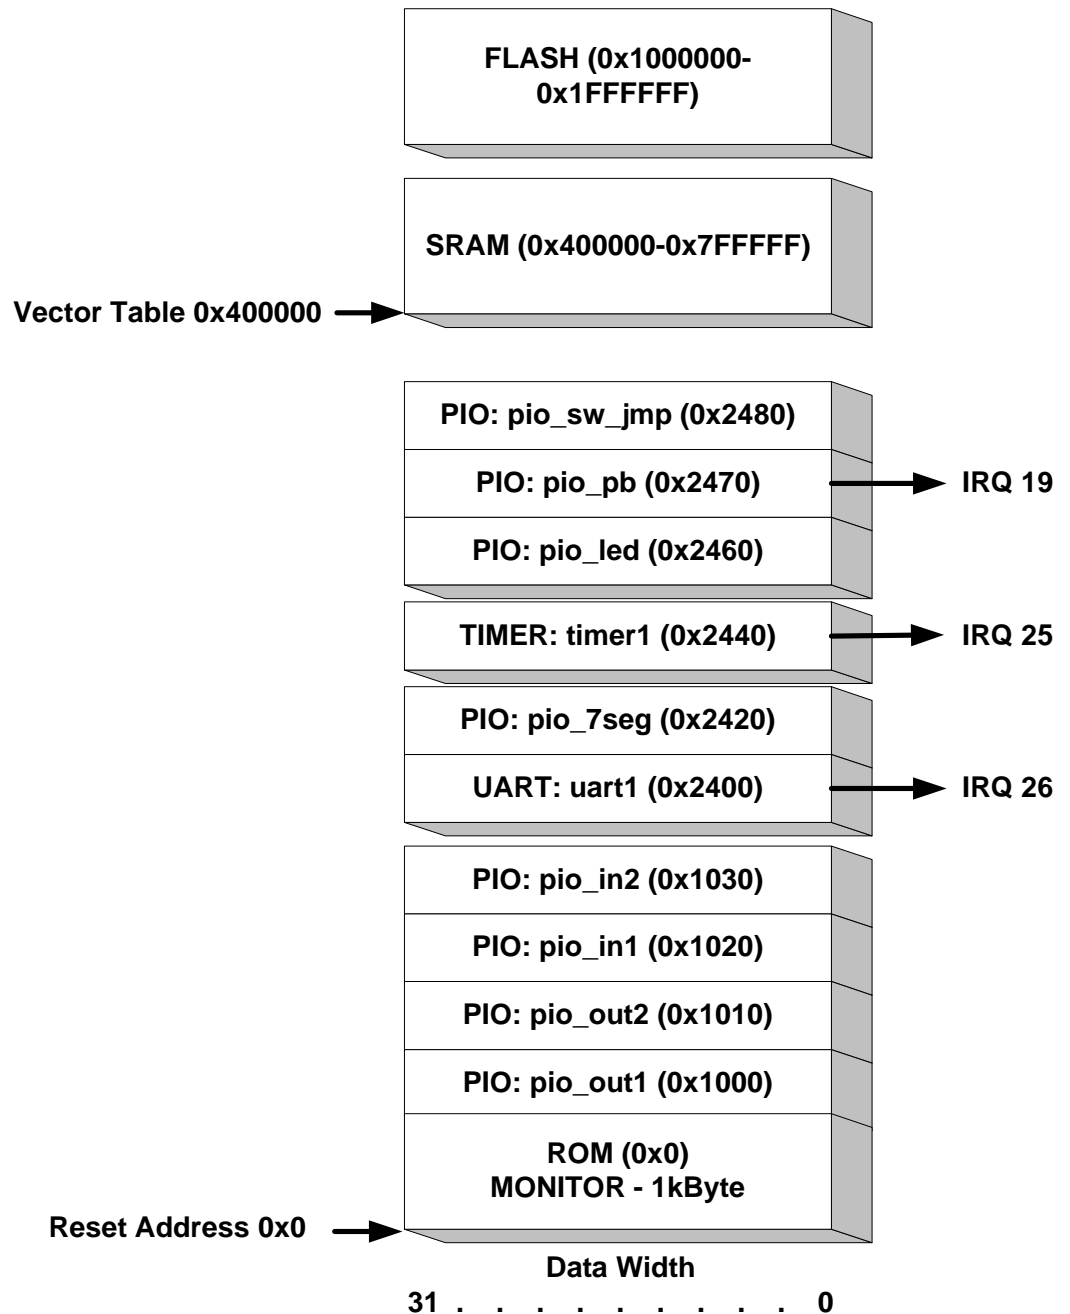 FLASH (0x1000000-
0x1FFFFFF)
SRAM (0x400000-0x7FFFFF)
Vector Table 0x400000
PIO: pio_sw_jmp (0x2480)
PIO: pio_pb (0x2470)
IRQ 19
PIO: pio_led (0x2460)
TIMER: timer1 (0x2440)
IRQ 25
PIO: pio_7seg (0x2420)
UART: uart1 (0x2400)
IRQ 26
PIO: pio_in2 (0x1030)
PIO: pio_in1 (0x1020)
PIO: pio_out2 (0x1010)
PIO: pio_out1 (0x1000)
ROM (0x0)
MONITOR - 1kByte
Reset Address 0x0
Data Width
31 . . . . . . . . . 0